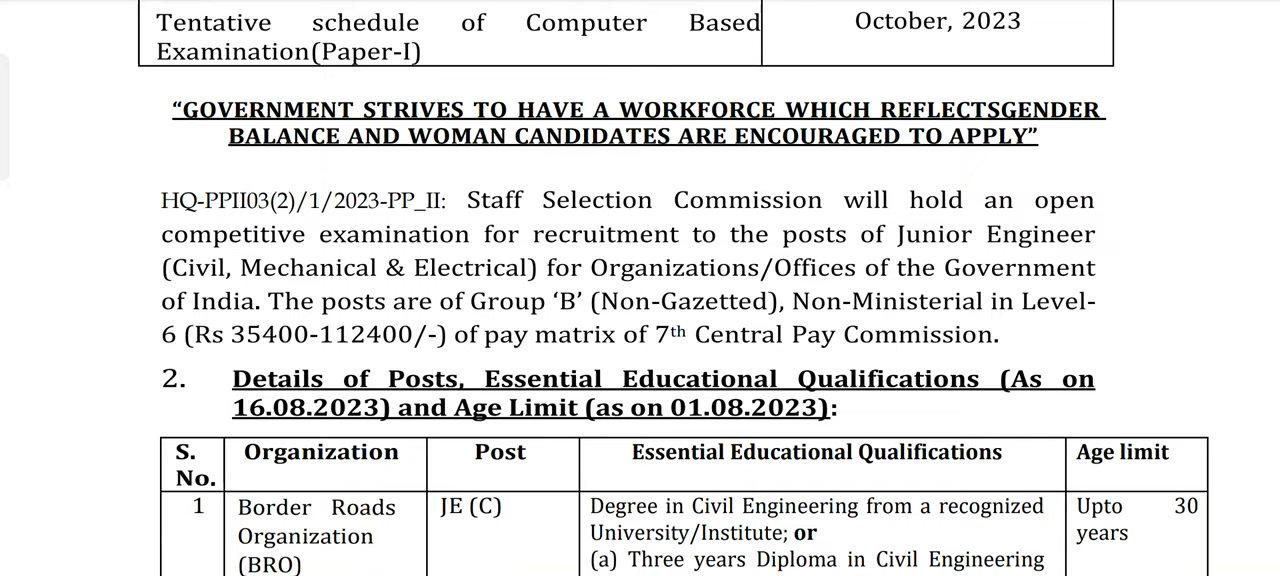 Tentative schedule of Computer Based
Examination(Paper-I)
October, 2023
“GOVERNMENT STRIVES TO HAVE A WORKFORCE WHICH REFLECTSGENDER
BALANCE AND WOMAN CANDIDATES ARE ENCOURAGED TO APPLY”
HQ-PPII03(2)/1/2023-PP_II: Staff Selection Commission will hold an open
competitive examination for recruitment to the posts of Junior Engineer
(Civil, Mechanical & Electrical) for Organizations/Offices of the Government
of India. The posts are of Group ‘B’ (Non-Gazetted), Non-Ministerial in Level-
6 (Rs 35400-112400/-) of pay matrix of 7th Central Pay Commission.
2. Details of Posts, Essential Educational Qualifications (As on
16.08.2023) and Age Limit (as on 01.08.2023):
S. No.
Organization
Post
Essential Educational Qualifications
Age limit
1
Border Roads
Organization
(BRO)
JE (C)
Degree in Civil Engineering from a recognized
University/Institute; or
(a) Three years Diploma in Civil Engineering
Upto 30
years